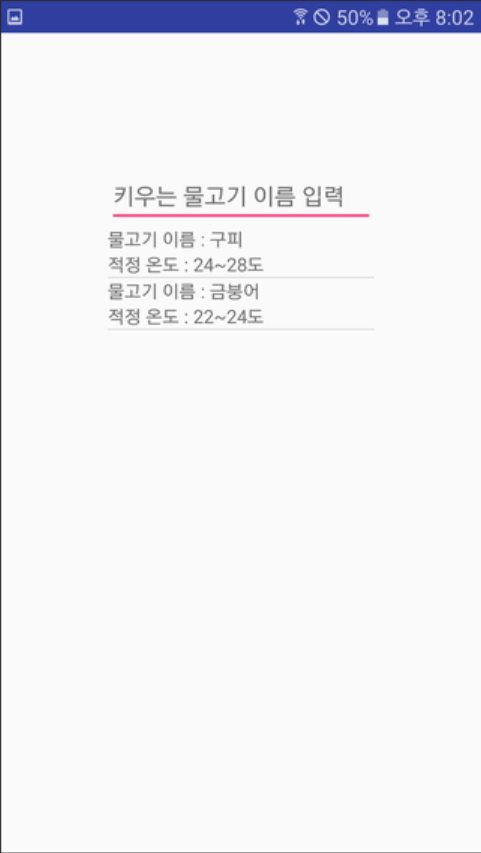 50% 오후 8:02
키우는 물고기 이름 입력
물고기 이름 : 구피
적정 온도 : 24~28도
물고기 이름 : 금붕어
적정 온도 : 22~24도